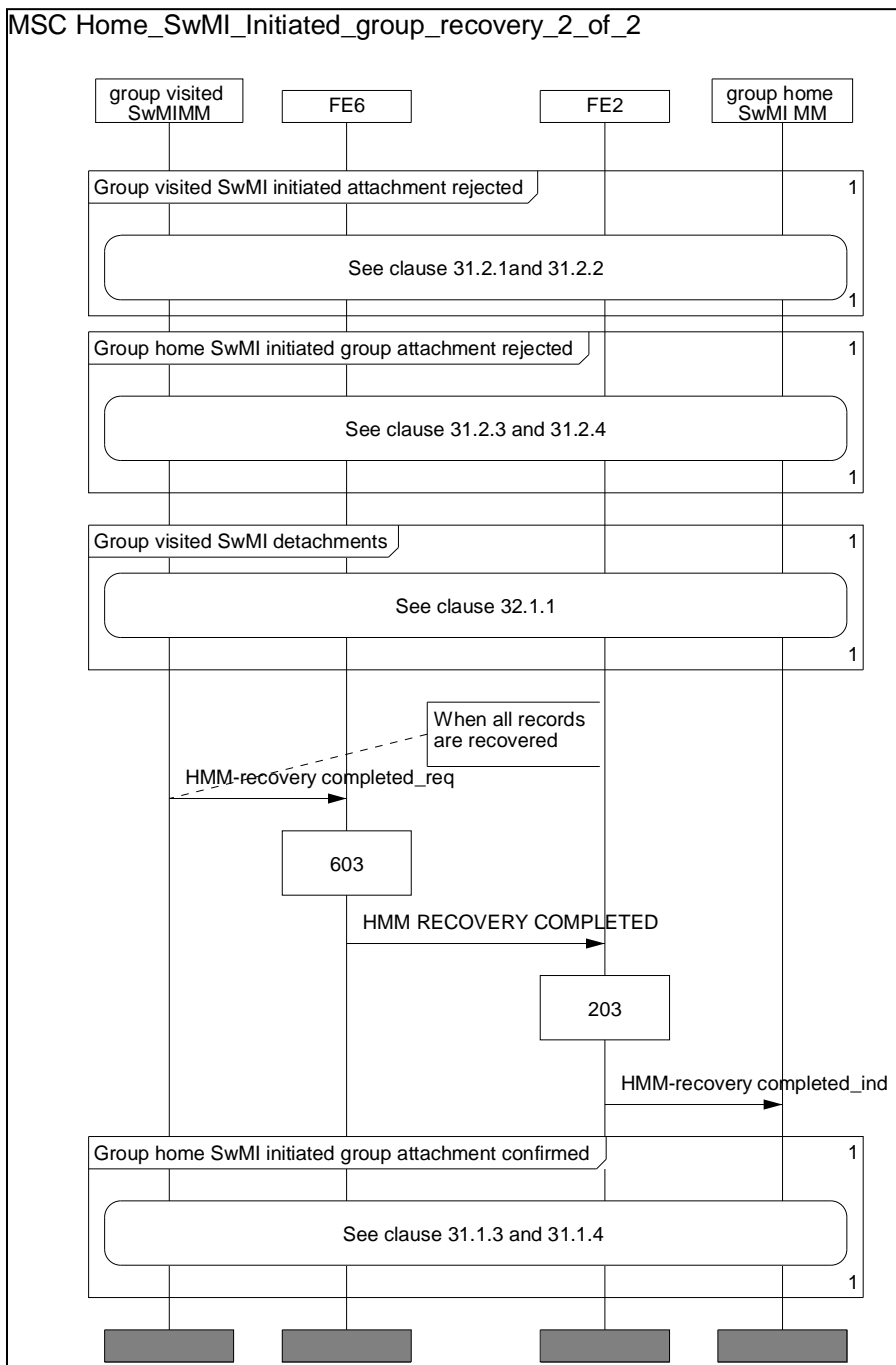 MSC Home_SwMI_Initiated_group_recovery_2_of_2
group visited
SwMIMM
FE6
FE2
group home
SwMI MM
Group visited SwMI initiated attachment rejected
1
See clause 31.2.1and 31.2.2
1
Group home SwMI initiated group attachment rejected
1
See clause 31.2.3 and 31.2.4
1
Group visited SwMI detachments
1
See clause 32.1.1
1
When all records
are recovered
HMM-recovery completed_req
603
HMM RECOVERY COMPLETED
203
HMM-recovery completed_ind
Group home SwMI initiated group attachment confirmed
1
See clause 31.1.3 and 31.1.4
1